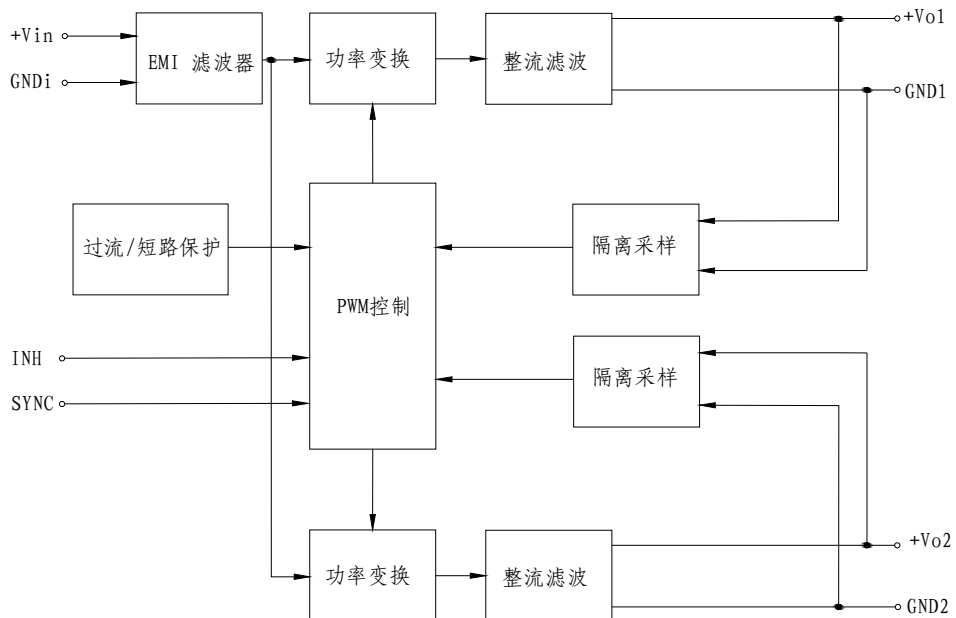 +Vin
GNDi
EMI 滤波器
功率变换
整流滤波
+Vo1
GND1
过流/短路保护
隔离采样
PWM控制
INH
SYNC
隔离采样
功率变换
整流滤波
+Vo2
GND2